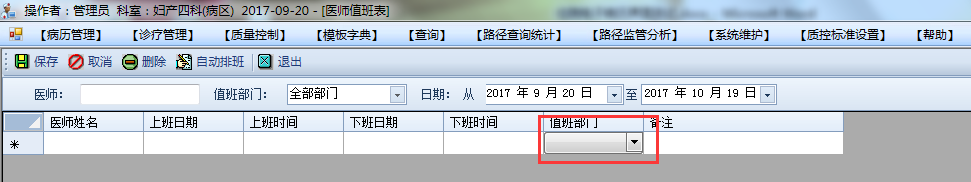 操作者：管理员 科室：妇产四科(病区) 2017-09-20 - [医师值班表]
【病历管理】 【诊疗管理】 【质量控制】 【模板字典】 【查询】 【路径查询统计】 【路径监管分析】 【系统维护】 【质控标准设置】 【帮助】
保存 取消 删除 自动排班 退出
医师： 值班部门： 全部部门 日期： 从 2017 年 9 月 20 日 至 2017 年 10 月 19 日
医师姓名 上班日期 上班时间 下班日期 下班时间 值班部门 备注